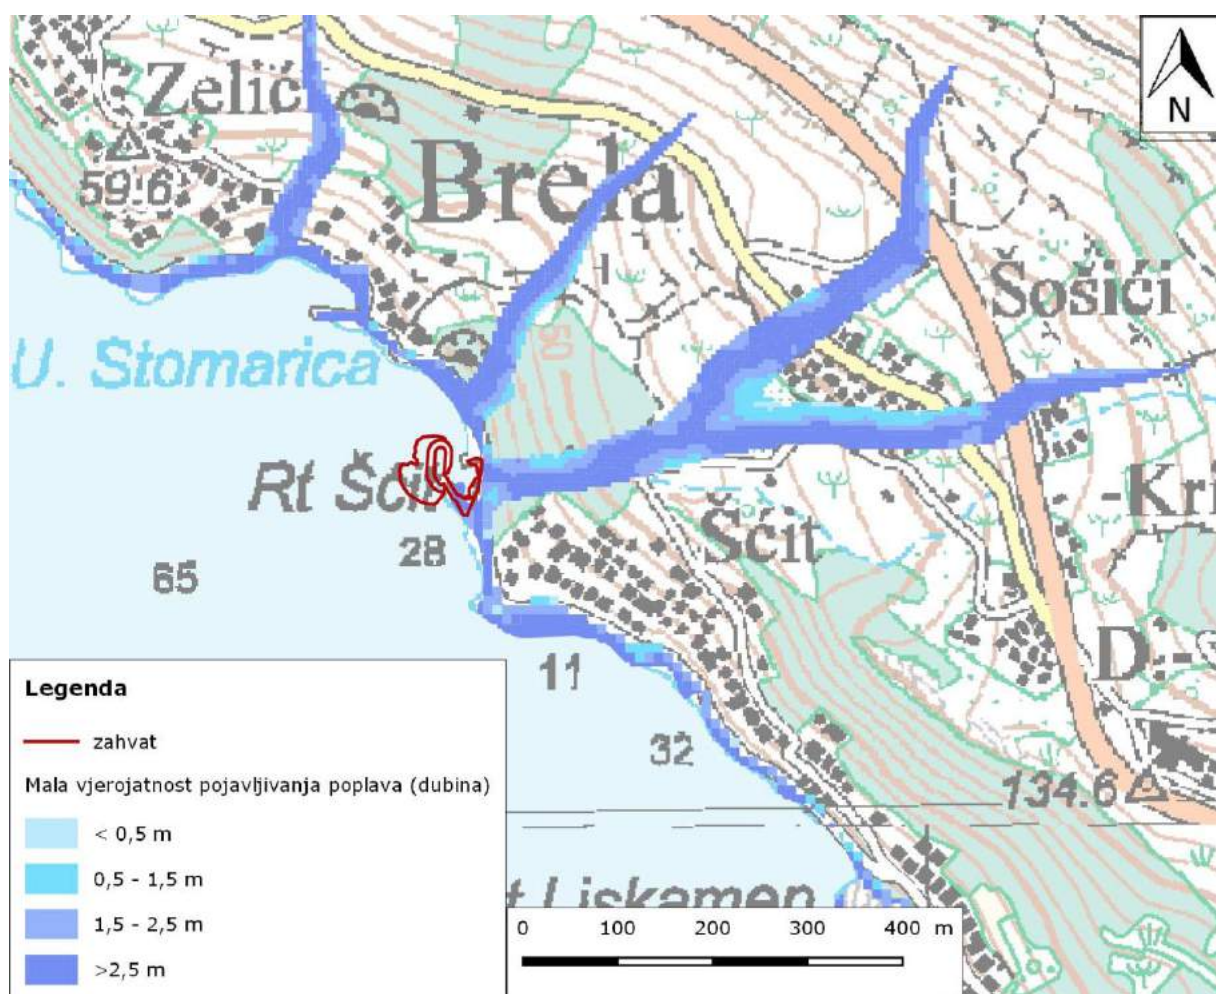 N
Zelići
59.6
Brela
Šošići
U. Stomarica
Rt Šćit
28
65
Šćit
-Kri
11
32
D.-S
134.6
t Liskamen
Legenda
zahvat
Mala vjerojatnost pojavljivanja poplava (dubina)
< 0,5 m
0,5 - 1,5 m
1,5 - 2,5 m
>2,5 m
0 100 200 300 400 m